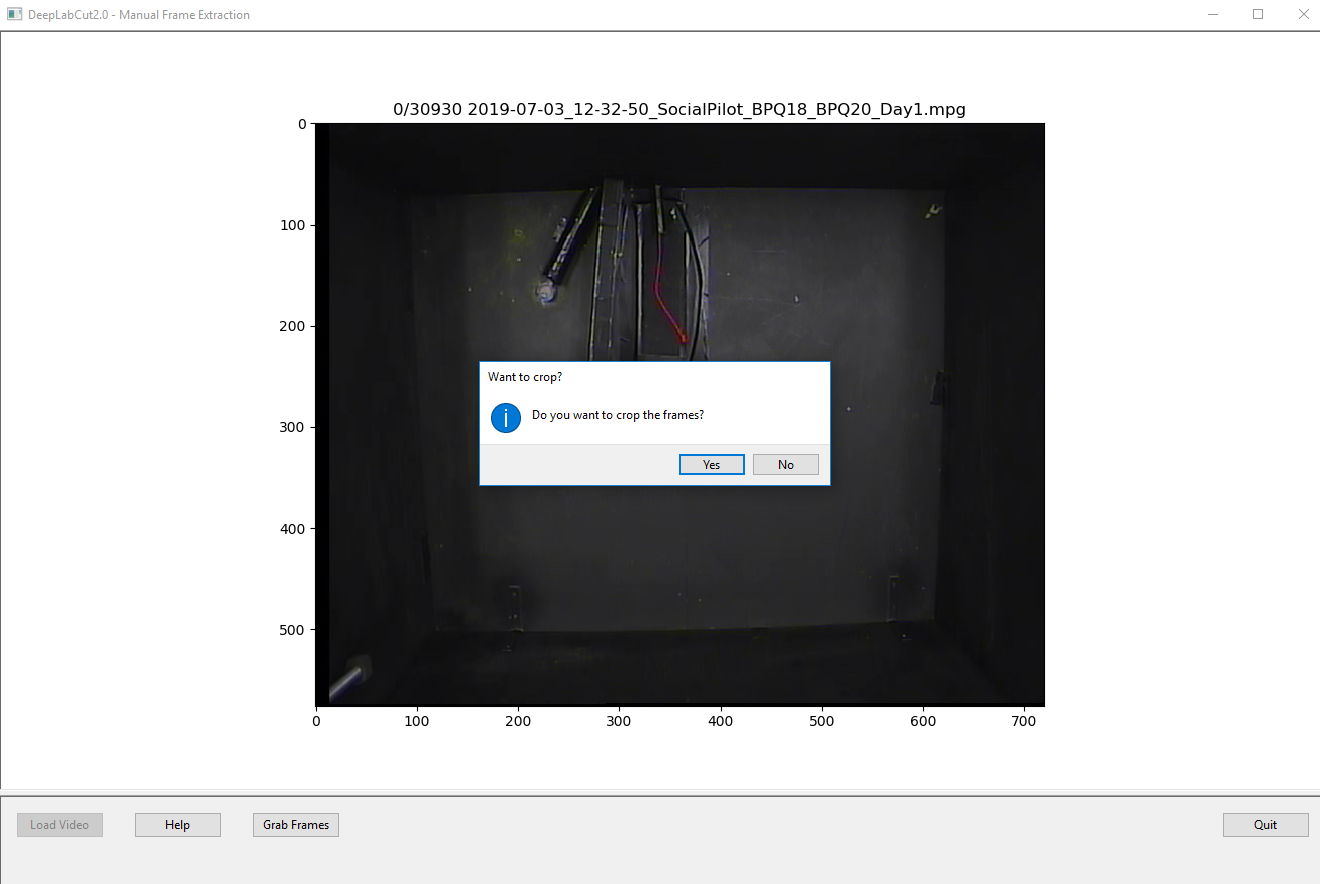 DeepLabCut2.0 - Manual Frame Extraction
0/30930 2019-07-03_12-32-50_SocialPilot_BPQ18_BPQ20_Day1.mpg
0
100
200
300
400
500
Want to crop?
Do you want to crop the frames?
Yes No
0 100 200 300 400 500 600 700
Load Video Help Grab Frames Quit